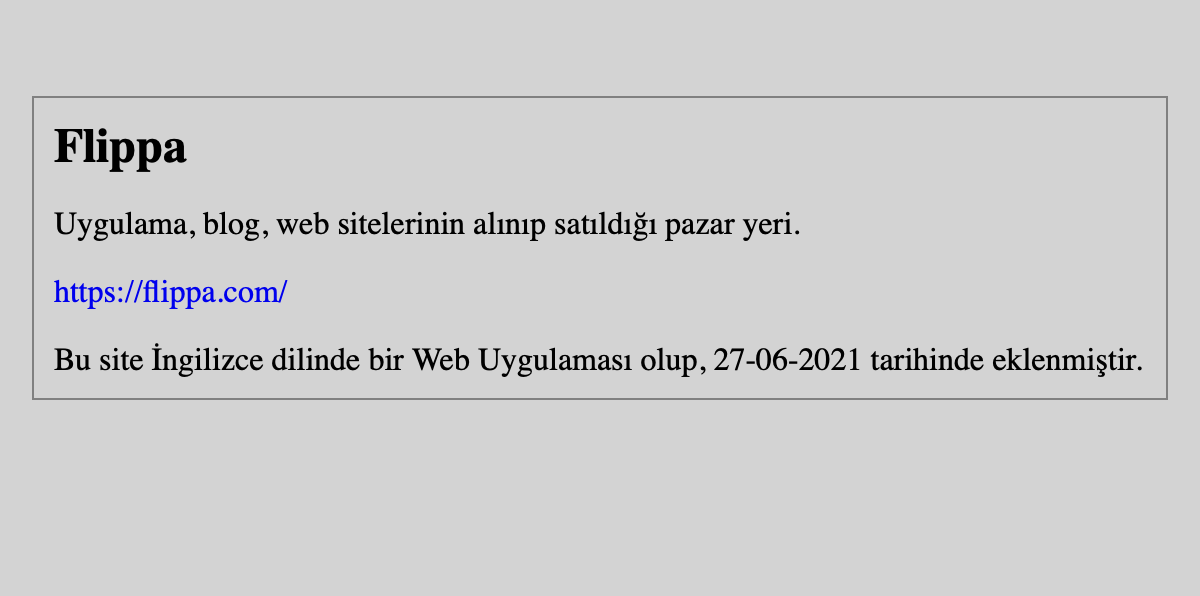 Flippa
Uygulama, blog, web sitelerinin alınıp satıldığı pazar yeri.
https://flippa.com/
Bu site İngilizce dilinde bir Web Uygulaması olup, 27-06-2021 tarihinde eklenmiştir.